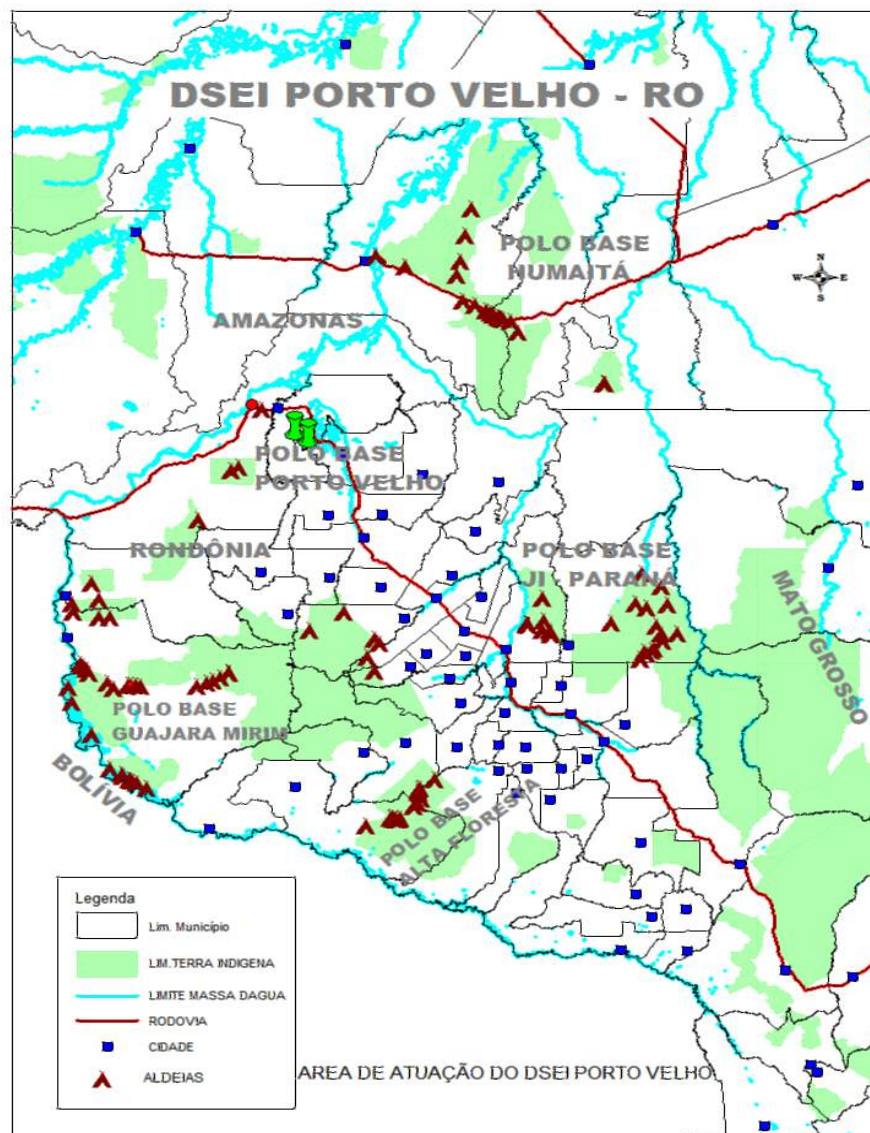 DSEI PORTO VELHO - RO
POLO BASE
HUMAITÁ
N
W E
S
AMAZONAS
POLO BASE
PORTO VELHO
RONDÔNIA
POLO BASE
JI - PARANÁ
MATO GROSSO
POLO BASE
GUAJARA MIRIM
BOLÍVIA
POLO BASE
ALTA FLORESTA
Legenda
Lim. Município
LIM.TERRA INDIGENA
LIMITE MASSA DAGUA
RODOVIA
CIDADE
ALDEIAS
AREA DE ATUAÇÃO DO DSEI PORTO VELHO